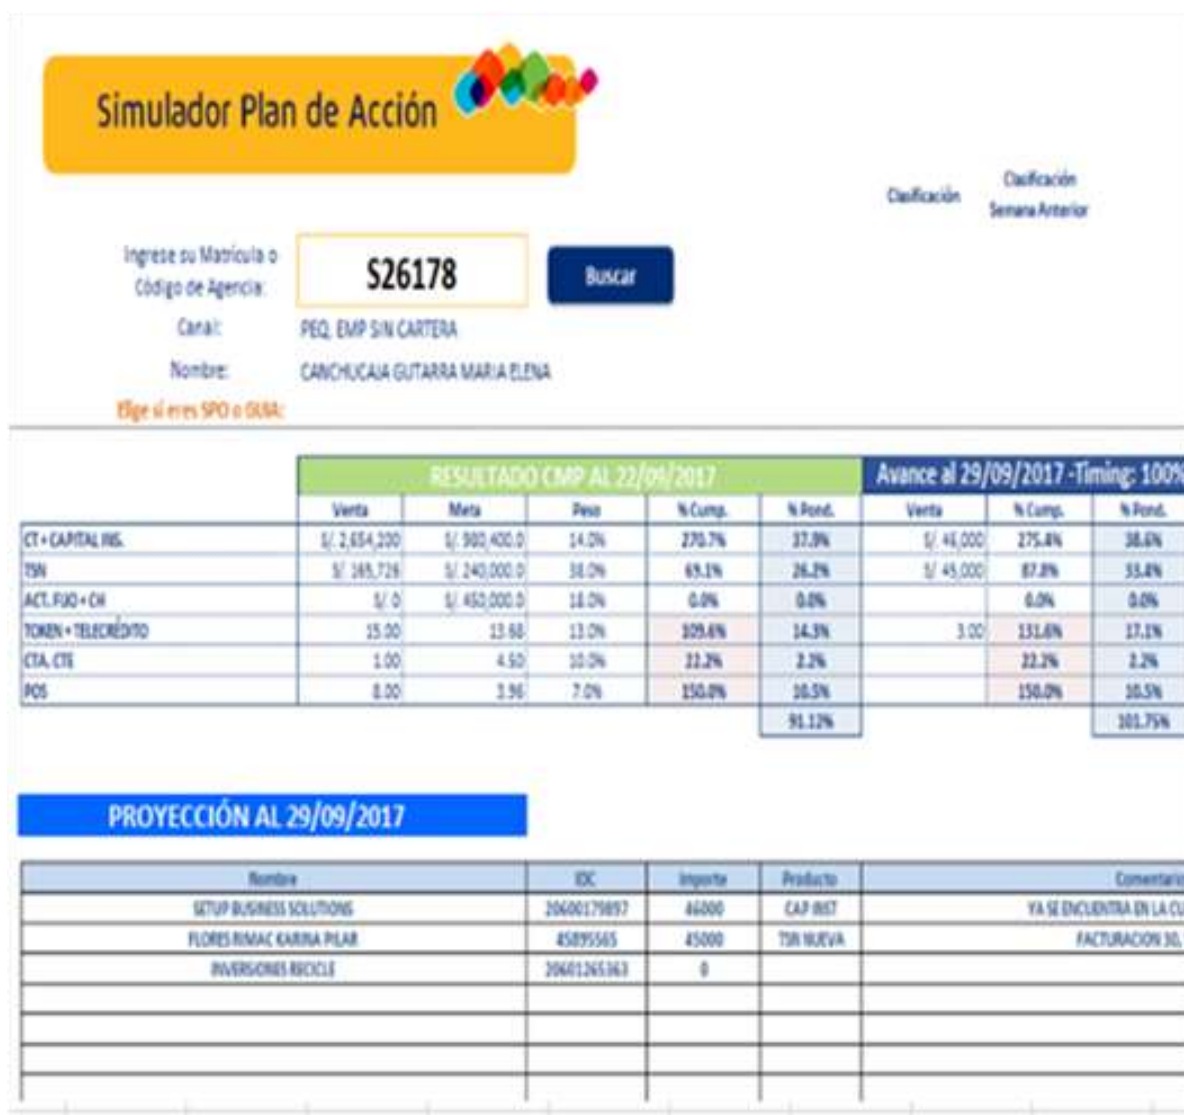 Simulador Plan de Acción
Clasificación
Clasificación
Semana Anterior
Ingrese su Matrícula o
Código de Agencia:
S26178
Buscar
Canal: PEQ. EMP SIN CARTERA
Nombre: CANCHUCAJA GUTARRA MARIA ELENA
Elige si eres SPO o GUIA:
RESULTADO CMP AL 22/09/2017 Avance al 29/09/2017 -Timing: 100%
Venta Meta Peso % Cump. % Pond. Venta % Cump. % Pond.
CT + CAPITAL INS. S/. 2,654,200 S/. 980,400.0 14.0% 270.7% 37.9% S/. 46,000 275.4% 38.6%
TSN S/. 165,726 S/. 240,000.0 38.0% 69.1% 26.2% S/. 45,000 87.8% 33.4%
ACT. FIJO + CH S/. 0 S/. 450,000.0 18.0% 0.0% 0.0% 0.0% 0.0%
TOKEN + TELECRÉDITO 15.00 13.68 13.0% 109.6% 14.3% 3.00 131.6% 17.1%
CTA. CTE 1.00 4.50 10.0% 22.2% 2.2% 22.2% 2.2%
POS 8.00 3.96 7.0% 150.0% 10.5% 150.0% 10.5%
91.12% 101.75%
PROYECCIÓN AL 29/09/2017
Nombre IDC Importe Producto Comentario
SETUP BUSINESS SOLUTIONS 20600179897 46000 CAP INST YA SE ENCUENTRA EN LA CU
FLORES RIMAC KARINA PILAR 45895565 45000 TSN NUEVA FACTURACION 30,
INVERSIONES RECICLE 20601265363 0